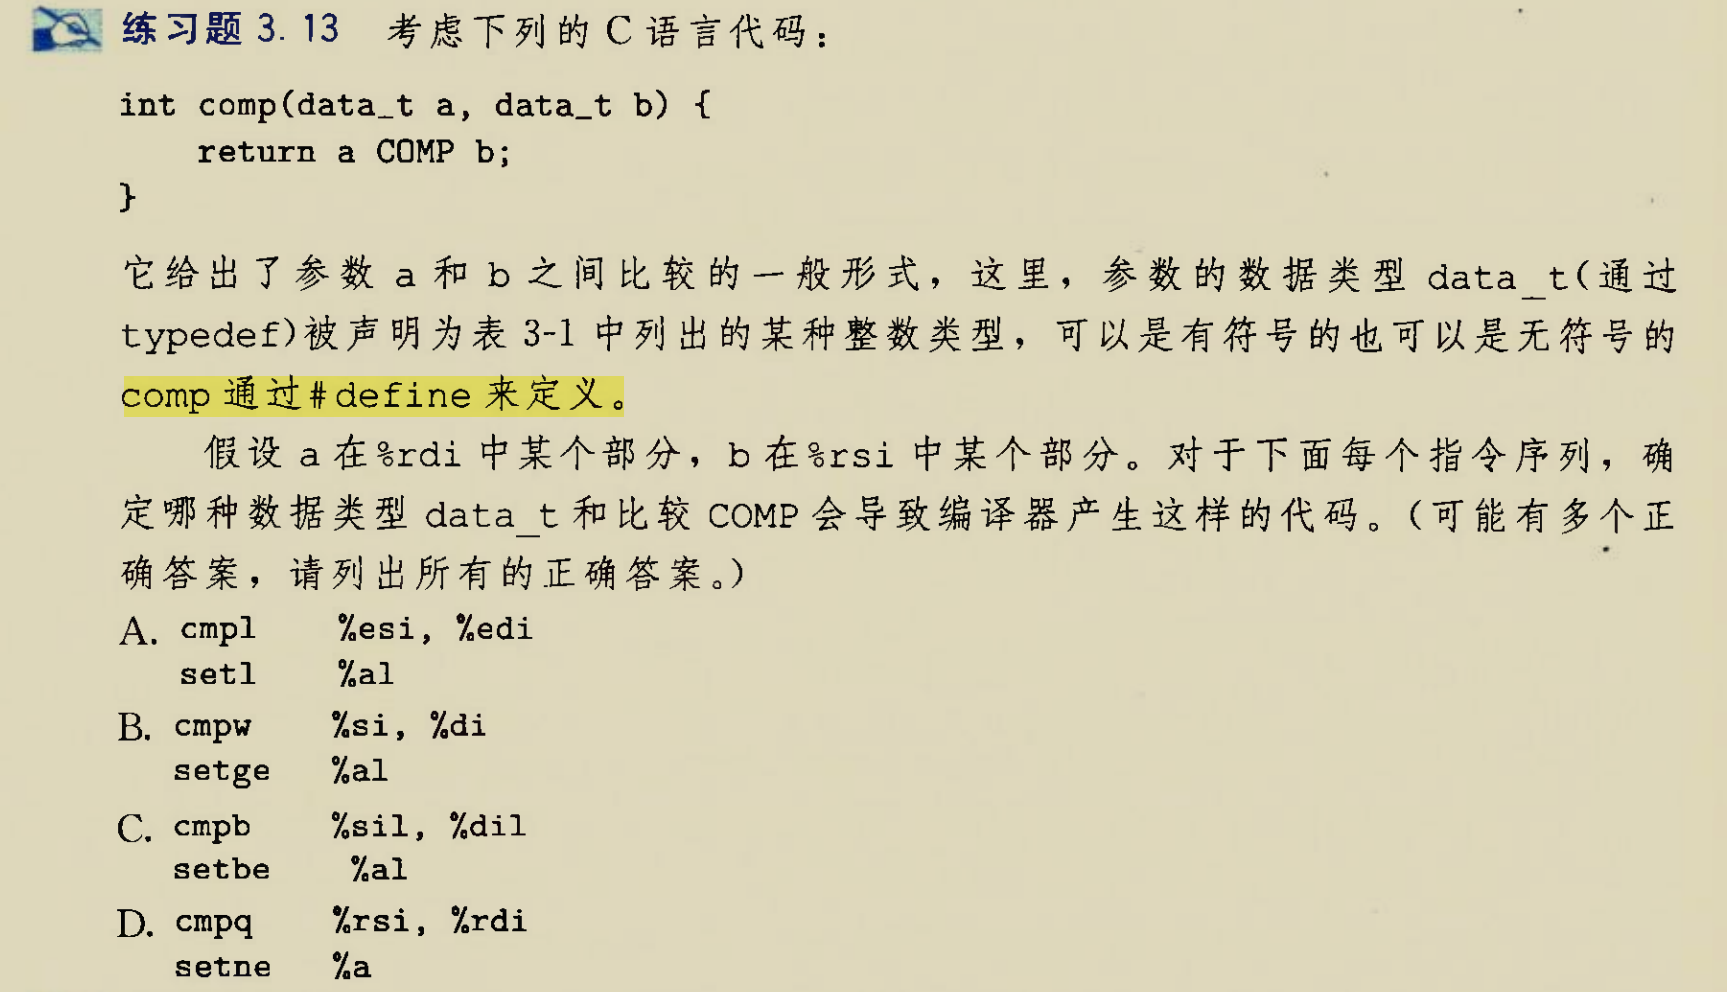 练习题 3.13 考虑下列的 C 语言代码：
int comp(data_t a, data_t b) {
return a COMP b;
}
它给出了参数 a 和 b 之间比较的一般形式，这里，参数的数据类型 data_t(通过
typedef)被声明为表 3-1 中列出的某种整数类型，可以是有符号的也可以是无符号的
comp 通过#define 来定义。
假设 a 在%rdi 中某个部分，b 在%rsi 中某个部分。对于下面每个指令序列，确
定哪种数据类型 data_t 和比较 COMP 会导致编译器产生这样的代码。(可能有多个正
确答案，请列出所有的正确答案。)
A. cmpl %esi, %edi
setl %al
B. cmpw %si, %di
setge %al
C. cmpb %sil, %dil
setbe %al
D. cmpq %rsi, %rdi
setne %a